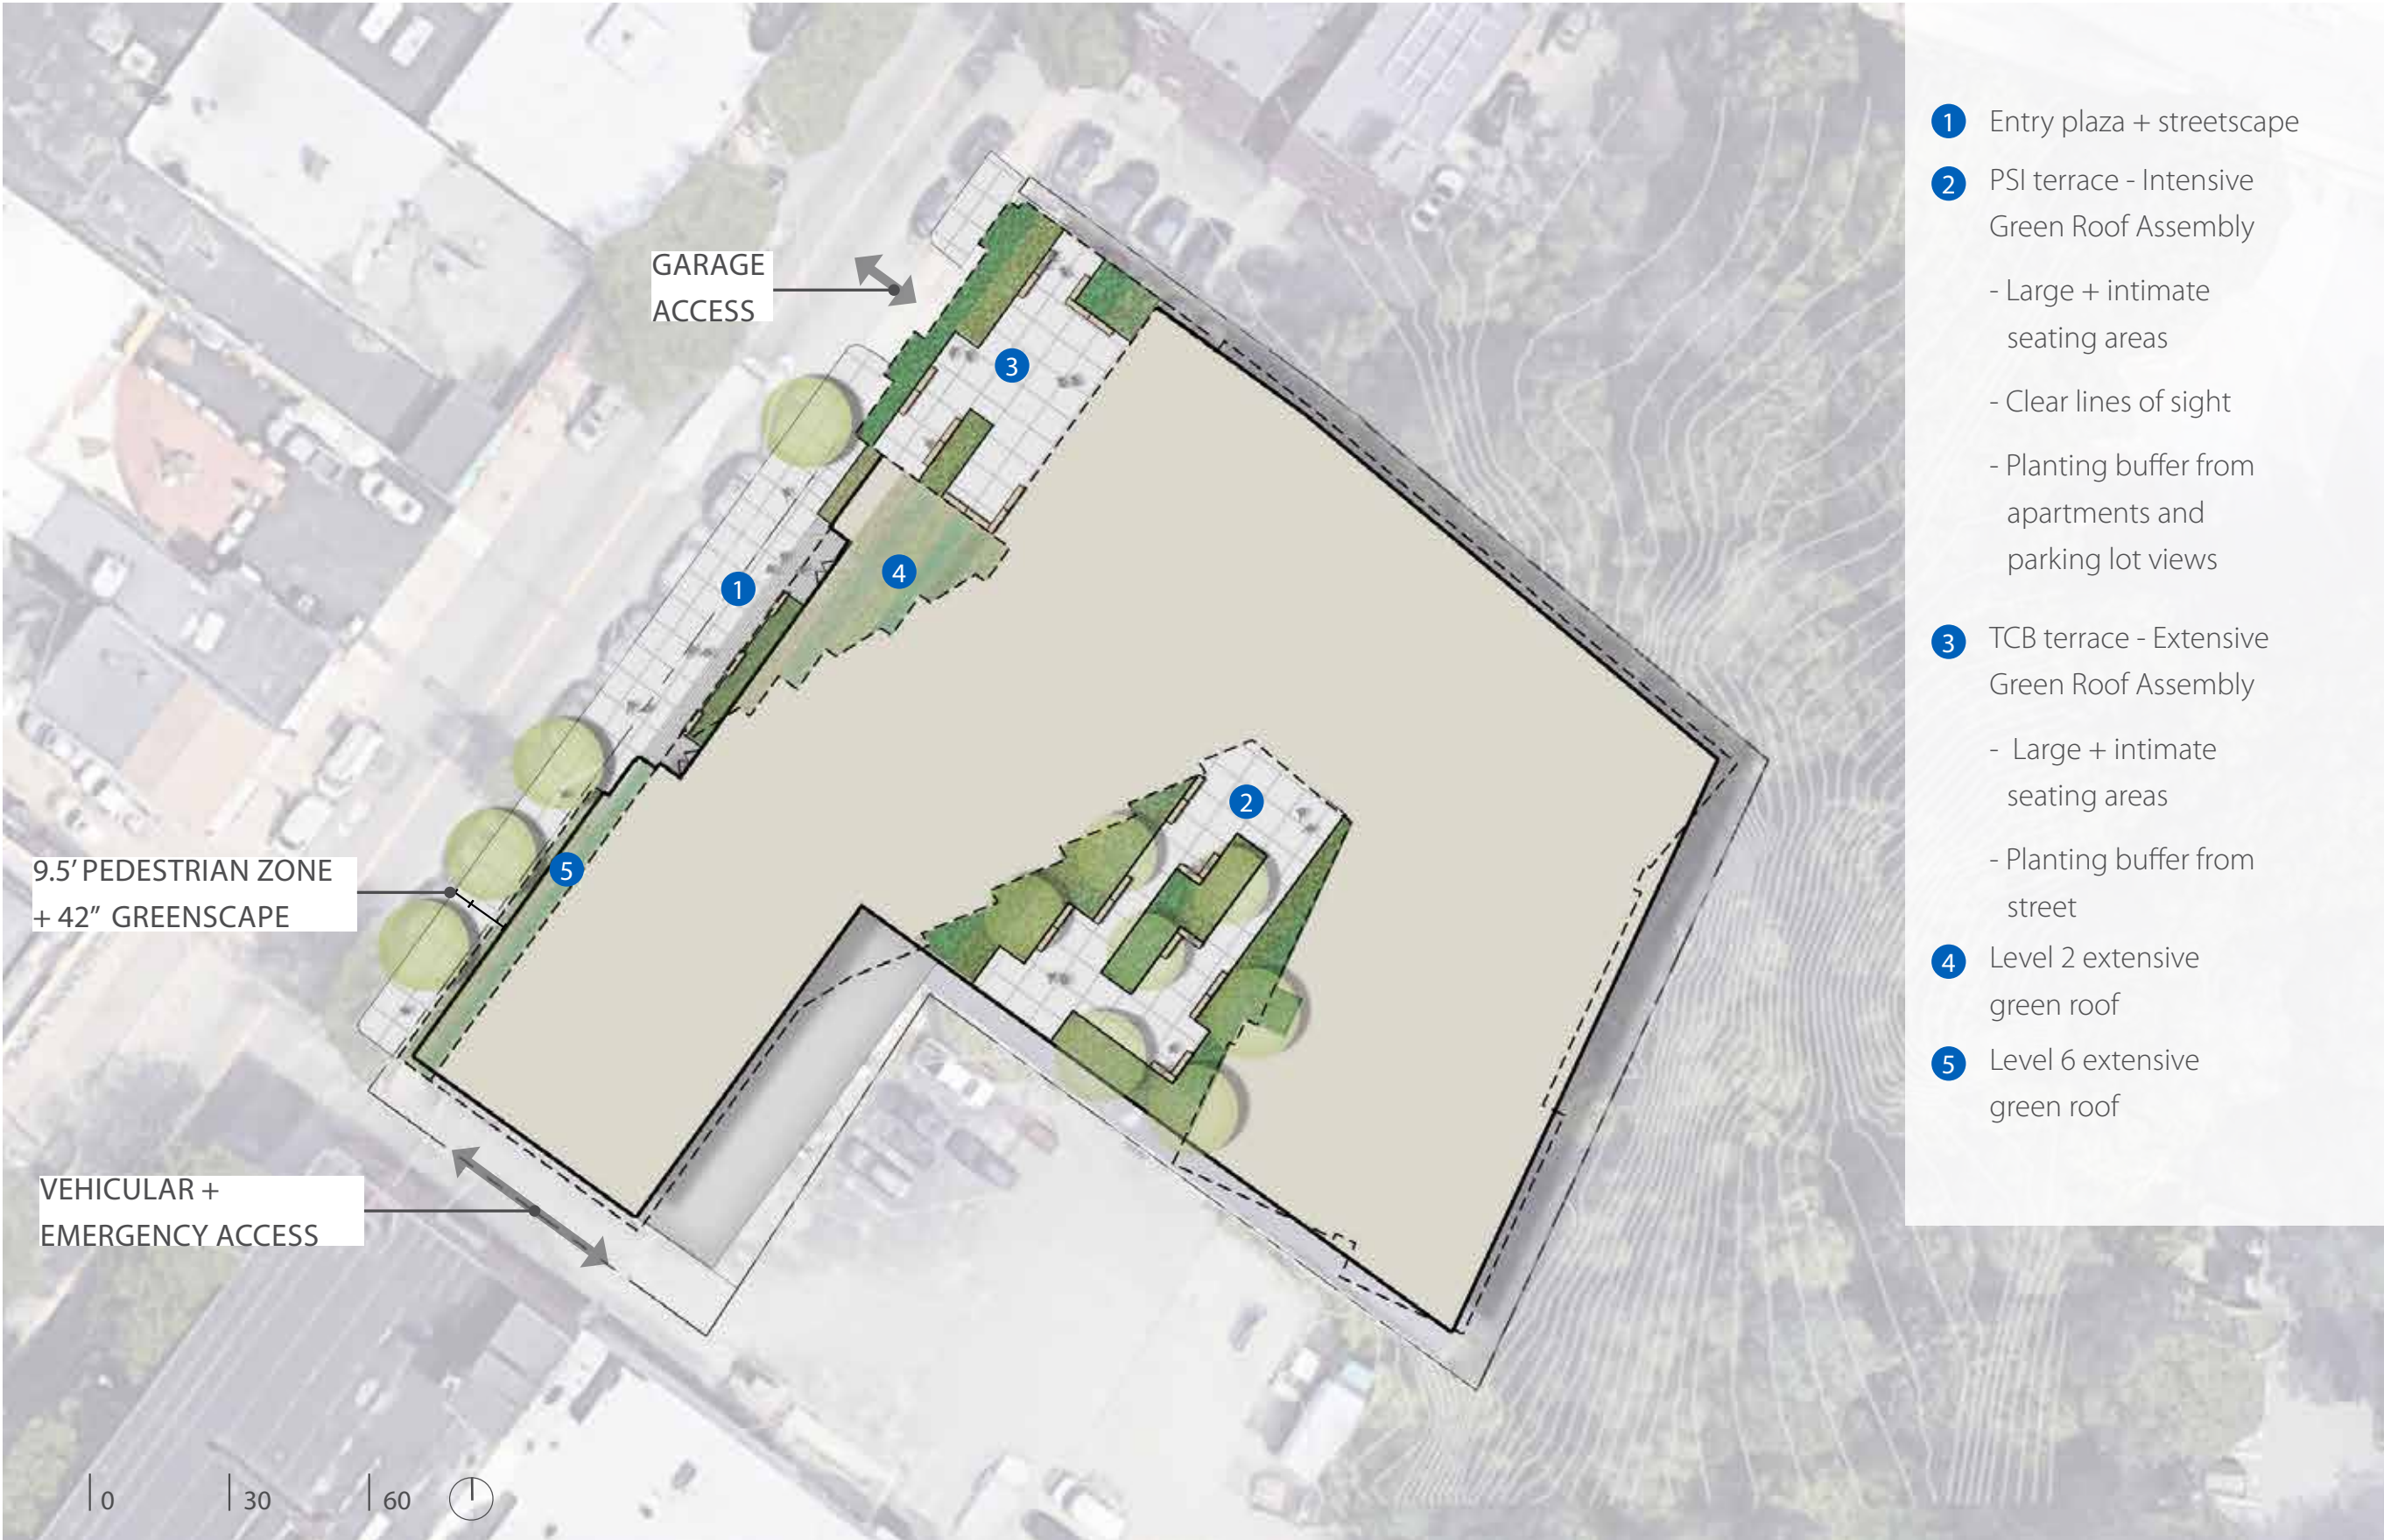 GARAGE
ACCESS
9.5’ PEDESTRIAN ZONE
+ 42” GREENSCAPE
VEHICULAR +
EMERGENCY ACCESS
3
4
1
2
5
0 30 60
1 Entry plaza + streetscape
2 PSI terrace - Intensive
Green Roof Assembly
- Large + intimate
seating areas
- Clear lines of sight
- Planting buffer from
apartments and
parking lot views
3 TCB terrace - Extensive
Green Roof Assembly
- Large + intimate
seating areas
- Planting buffer from
street
4 Level 2 extensive
green roof
5 Level 6 extensive
green roof